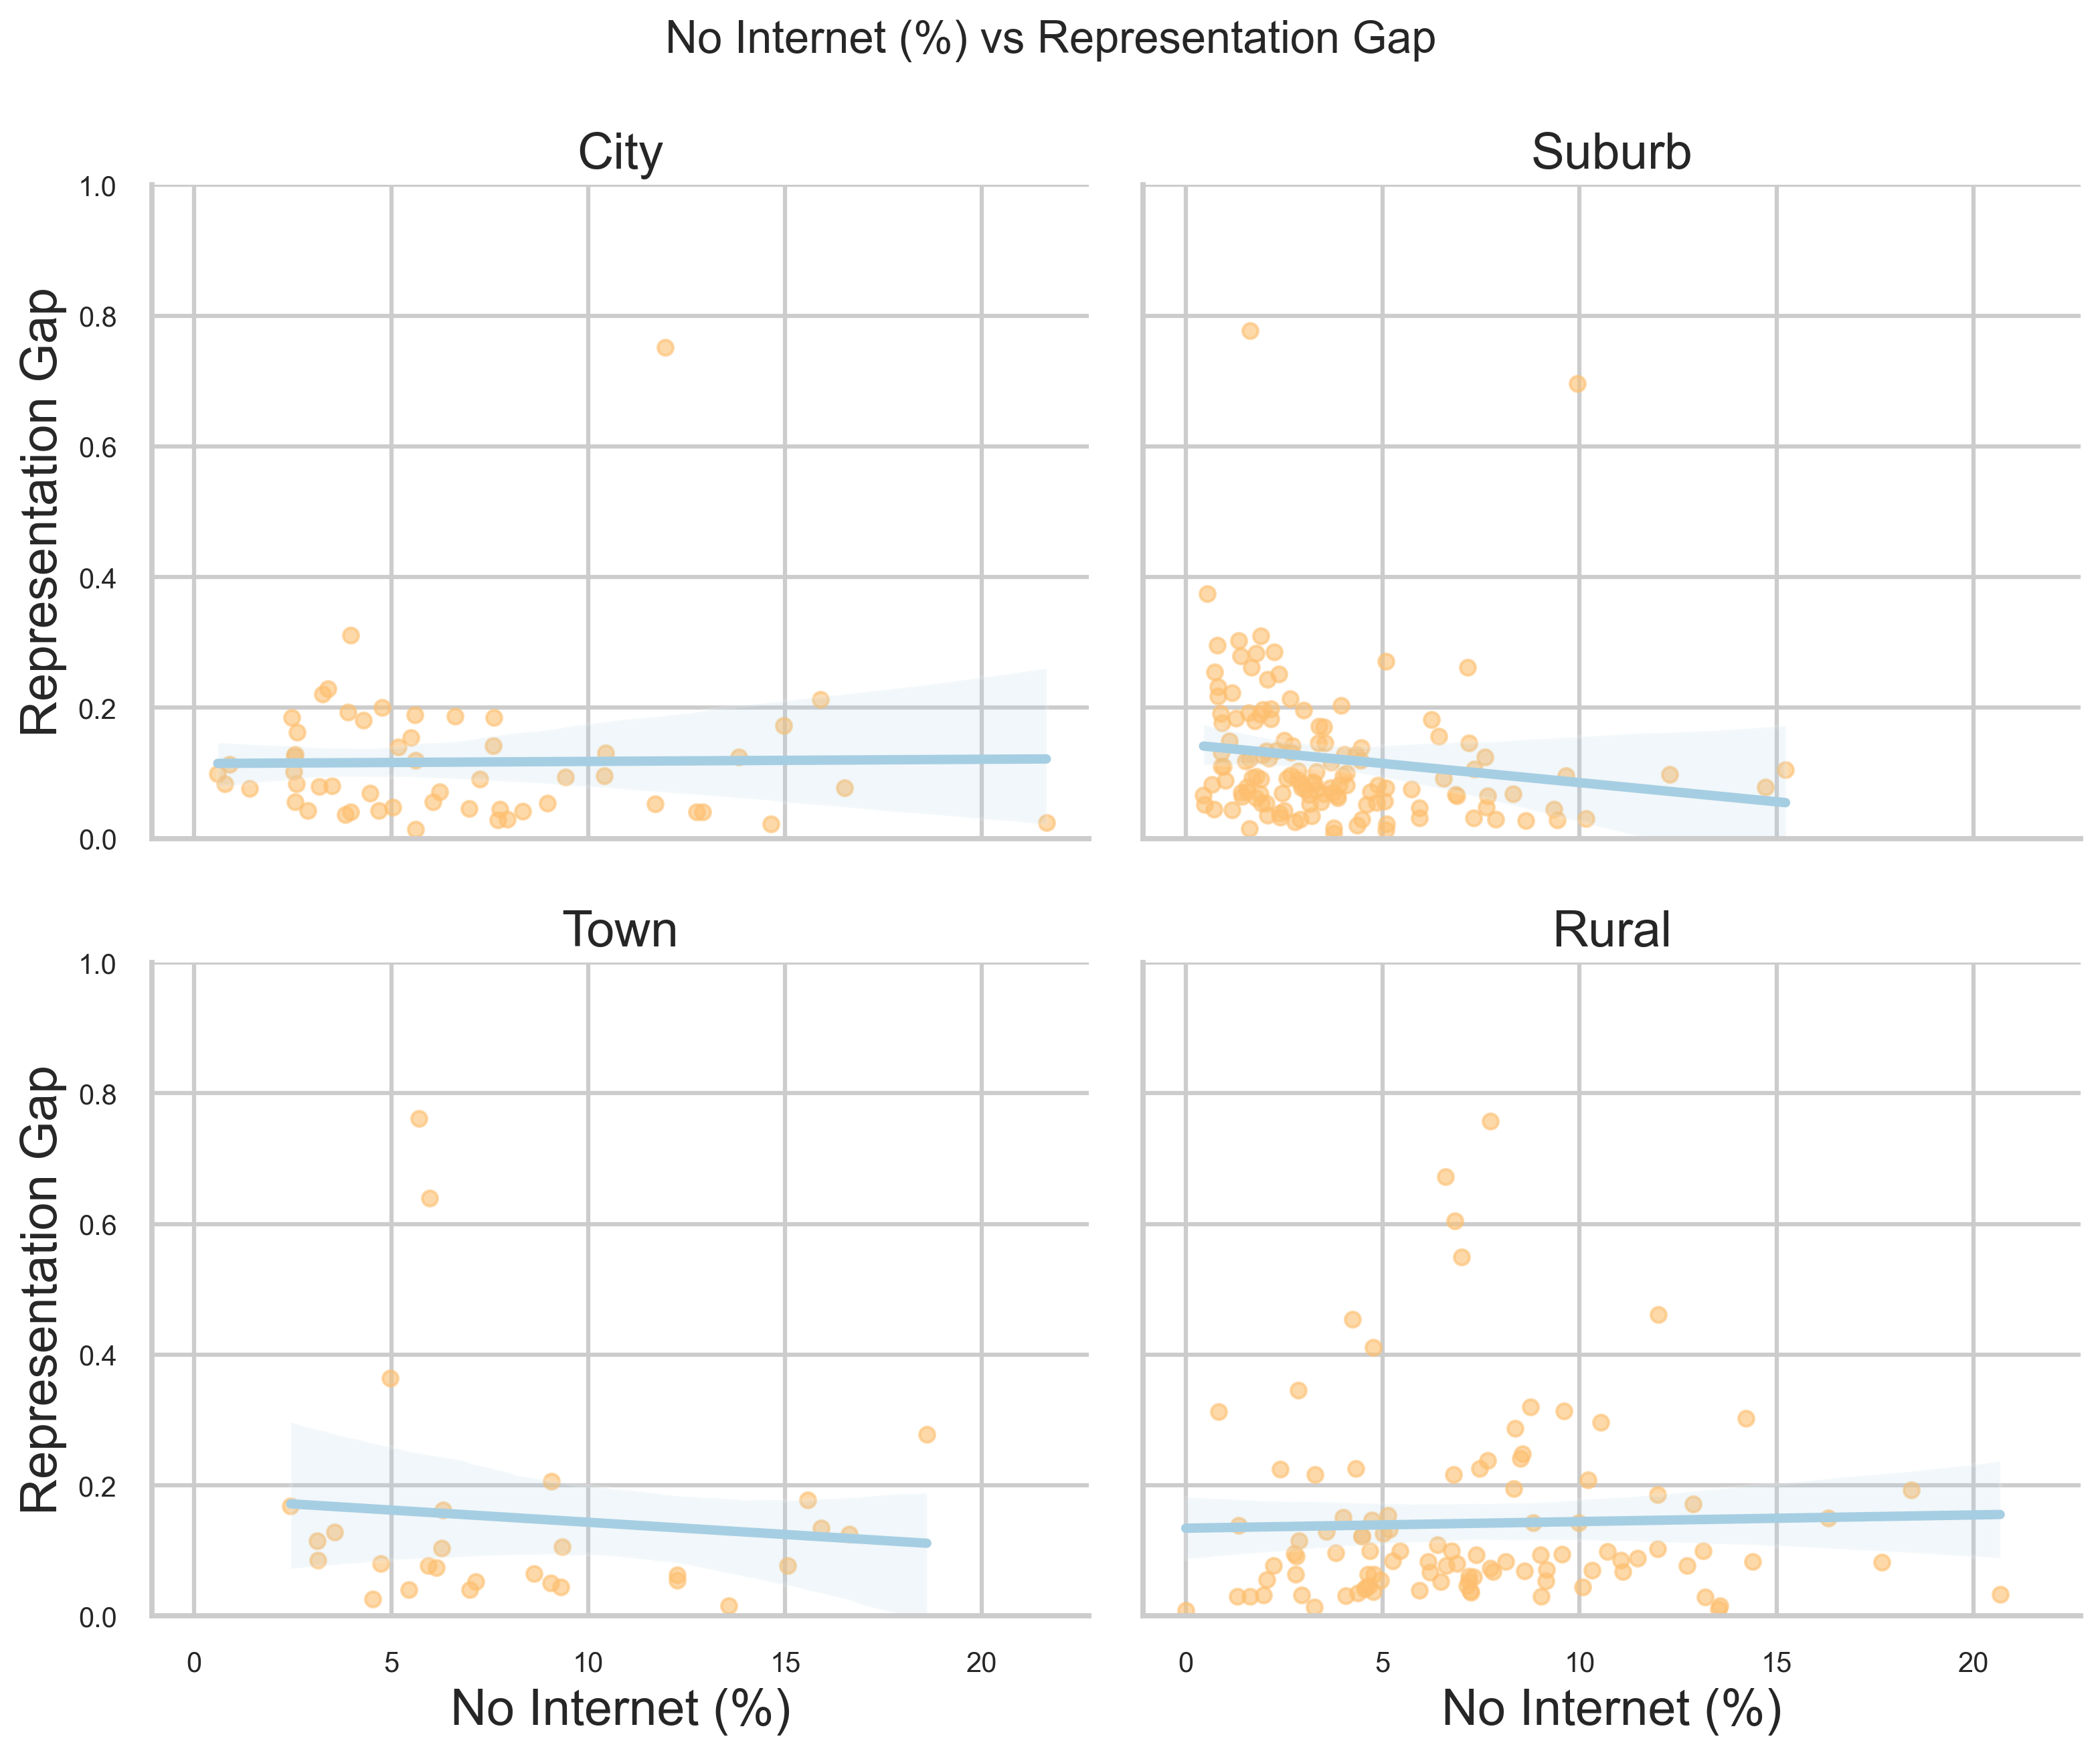 No Internet (%) vs Representation Gap
City
Suburb
1.0
0.8
0.6
0.4
0.2
0.0
Representation Gap
Town
Rural
1.0
0.8
0.6
0.4
0.2
0.0
Representation Gap
0 5 10 15 20
0 5 10 15 20
No Internet (%)
No Internet (%)